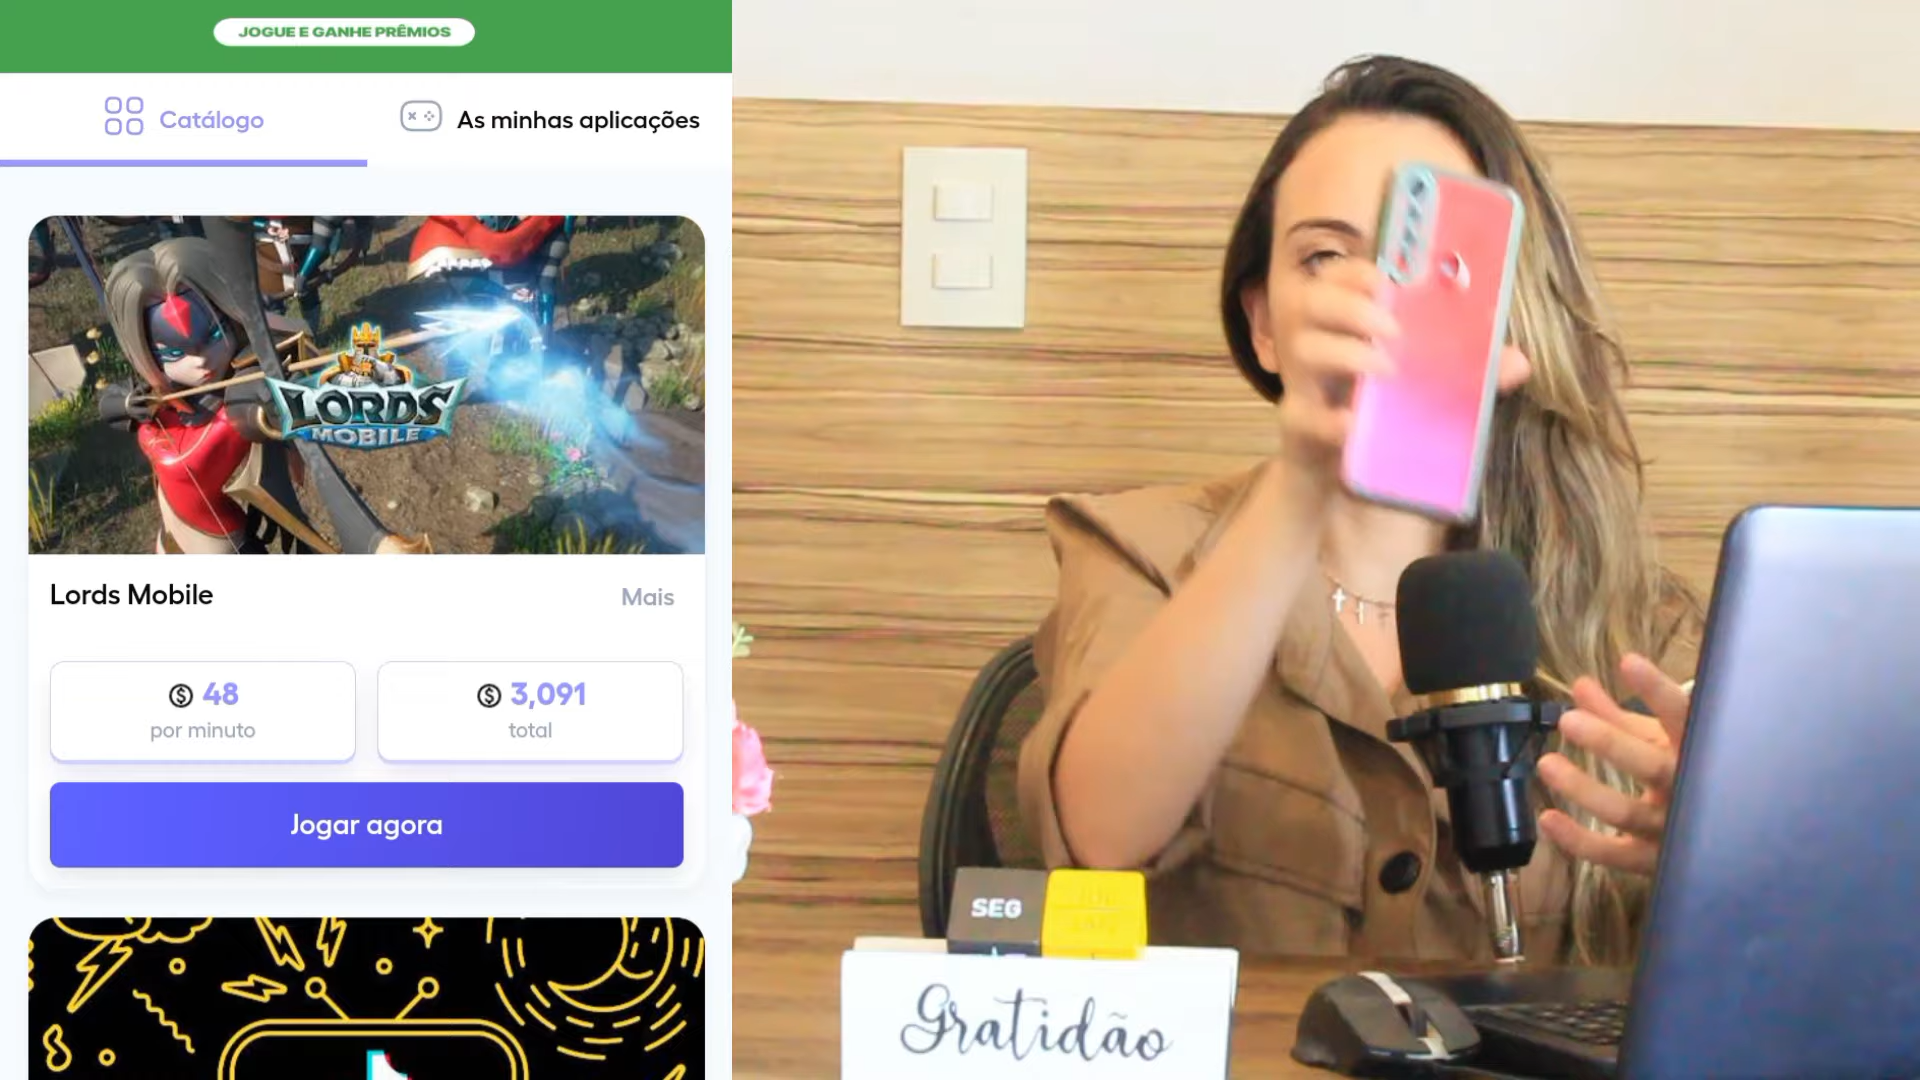 JOGUE E GANHE PRÊMIOS
Catálogo
As minhas aplicações
LORDS
MOBILE
Lords Mobile
Mais
48
por minuto
3,091
total
Jogar agora
SEG
Gratidão